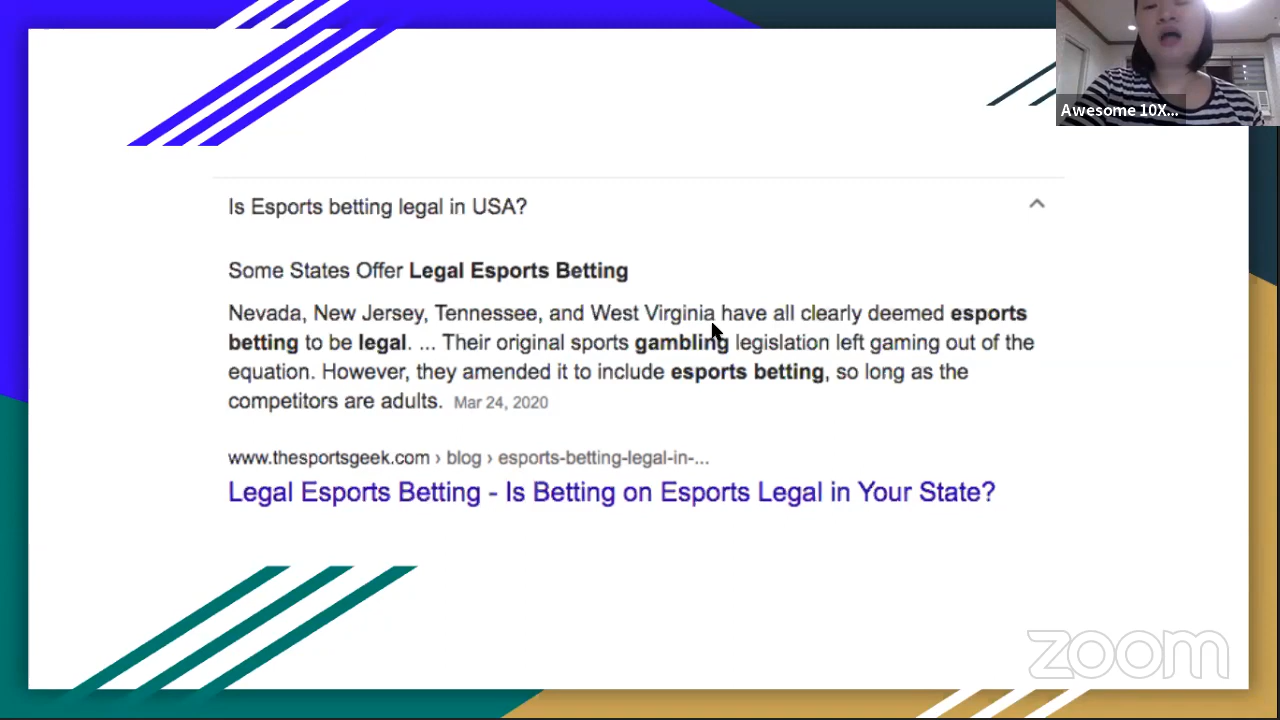 Awesome 10X...
Is Esports betting legal in USA?
Some States Offer Legal Esports Betting
Nevada, New Jersey, Tennessee, and West Virginia have all clearly deemed esports
betting to be legal. ... Their original sports gambling legislation left gaming out of the
equation. However, they amended it to include esports betting, so long as the
competitors are adults. Mar 24, 2020
www.thesportsgeek.com › blog › esports-betting-legal-in-...
Legal Esports Betting - Is Betting on Esports Legal in Your State?
zoom